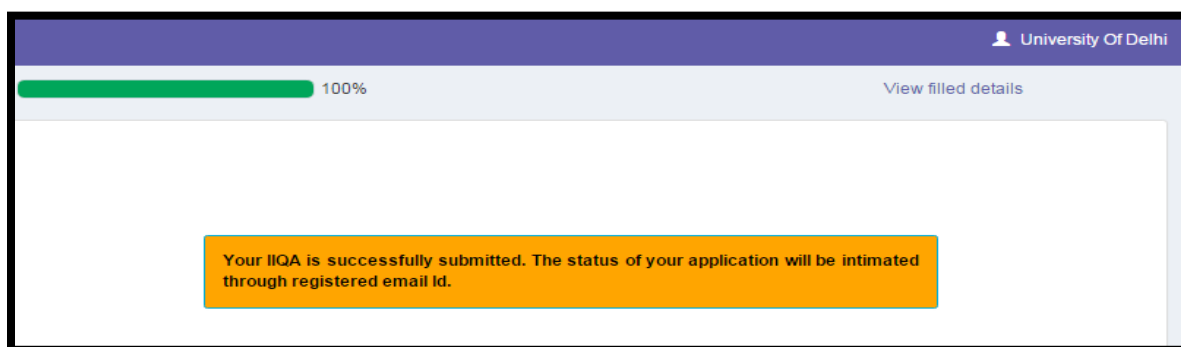 University Of Delhi
100%
View filled details
Your IIQA is successfully submitted. The status of your application will be intimated
through registered email Id.